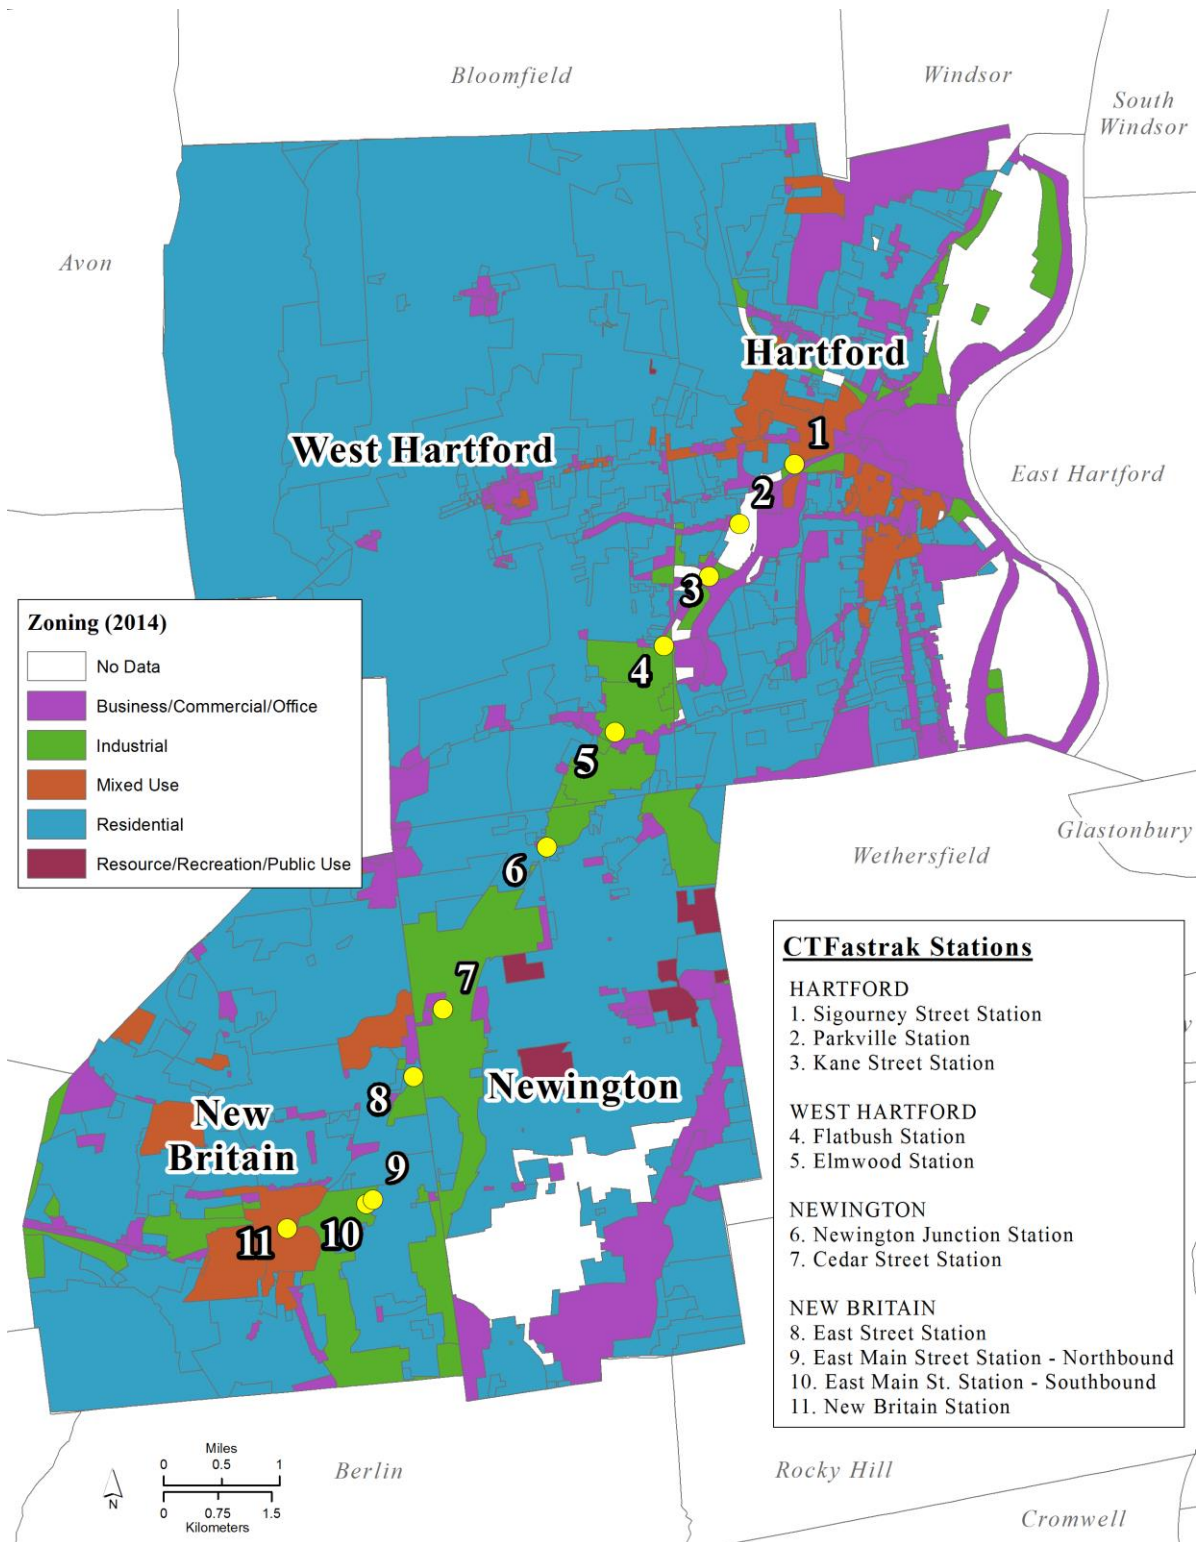 Bloomfield
Windsor
South
Windsor
Avon
Hartford
West Hartford
1
East Hartford
2
3
4
5
6
7
8
9
10
11
Zoning (2014)
No Data
Business/Commercial/Office
Industrial
Mixed Use
Residential
Resource/Recreation/Public Use
Glastonbury
Wethersfield
Newington
New
Britain
CTFastrak Stations
HARTFORD
1. Sigourney Street Station
2. Parkville Station
3. Kane Street Station
WEST HARTFORD
4. Flatbush Station
5. Elmwood Station
NEWINGTON
6. Newington Junction Station
7. Cedar Street Station
NEW BRITAIN
8. East Street Station
9. East Main Street Station - Northbound
10. East Main St. Station - Southbound
11. New Britain Station
Miles
0 0.5 1
0 0.75 1.5
Kilometers
N
Berlin
Rocky Hill
Cromwell